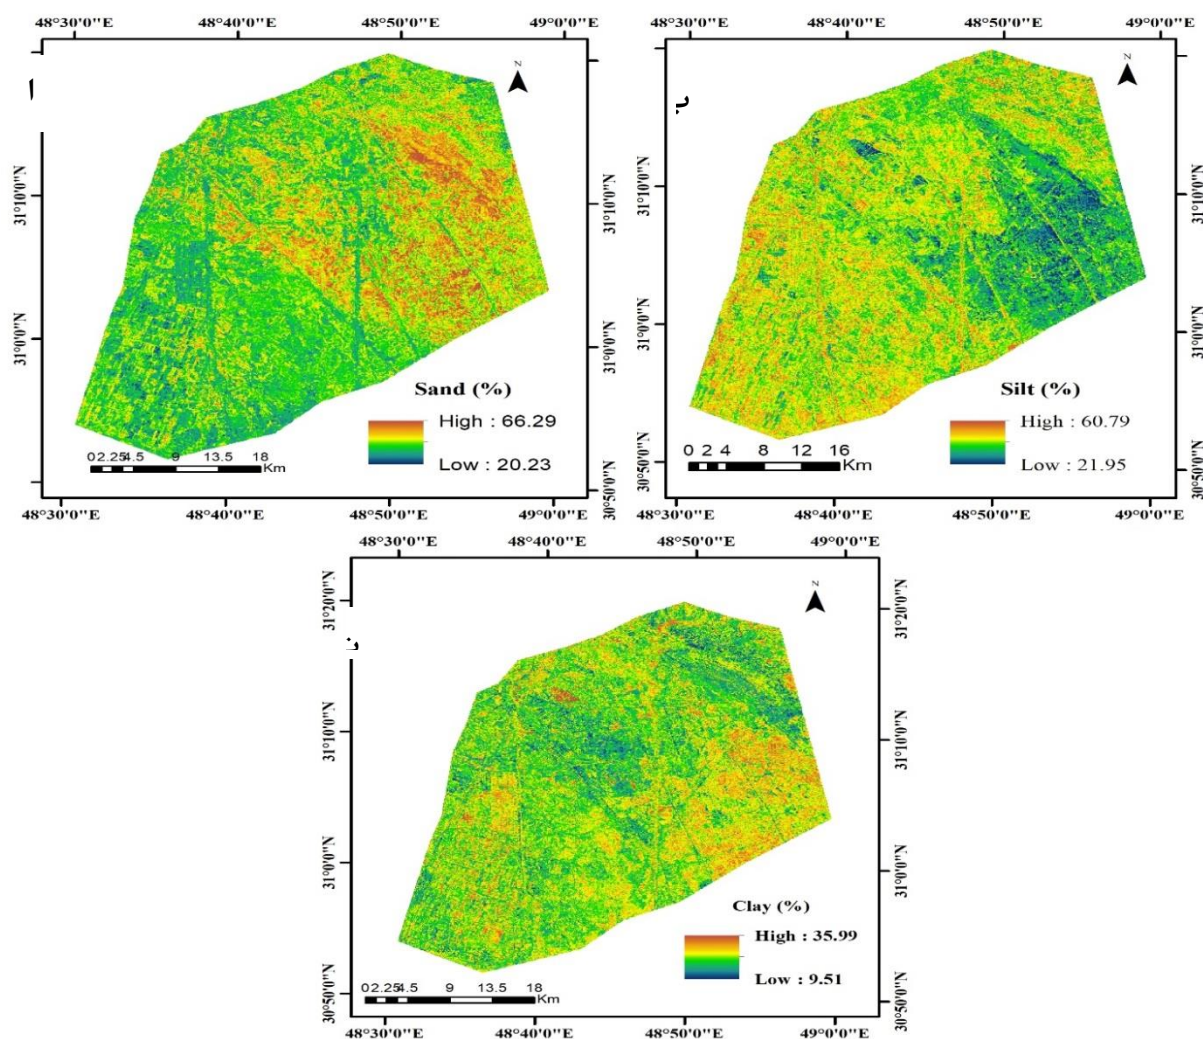 48°30'0"E 48°40'0"E 48°50'0"E 49°0'0"E
N
31°10'0"N 31°10'0"N
31°0'0"N 31°0'0"N
30°50'0"N
Sand (%)
High : 66.29
Low : 20.23
0 2.25 4.5 9 13.5 18
Km
48°30'0"E 48°40'0"E 48°50'0"E 49°0'0"E
48°30'0"E 48°40'0"E 48°50'0"E 49°0'0"E
N
31°10'0"N 31°10'0"N
31°0'0"N 31°0'0"N
30°50'0"N 30°50'0"N
Silt (%)
High : 60.79
Low : 21.95
0 2 4 8 12 16
Km
48°30'0"E 48°40'0"E 48°50'0"E 49°0'0"E
48°30'0"E 48°40'0"E 48°50'0"E 49°0'0"E
N
31°20'0"N 31°20'0"N
31°10'0"N 31°10'0"N
31°0'0"N 31°0'0"N
30°50'0"N 30°50'0"N
Clay (%)
High : 35.99
Low : 9.51
0 2.25 4.5 9 13.5 18
Km
48°30'0"E 48°40'0"E 48°50'0"E 49°0'0"E